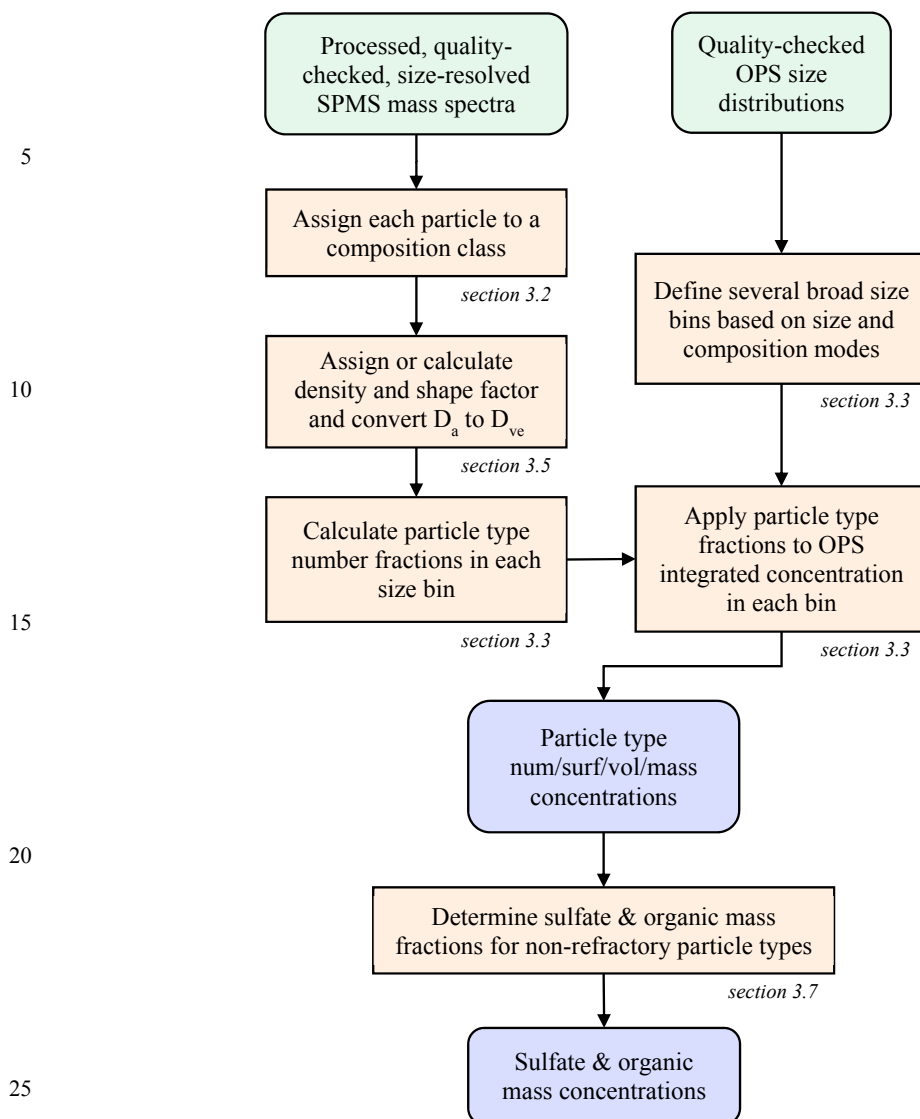 Processed, quality-
checked, size-resolved
SPMS mass spectra
Quality-checked
OPS size
distributions
5
Assign each particle to a
composition class
section 3.2
Define several broad size
bins based on size and
composition modes
section 3.3
Assign or calculate
density and shape factor
and convert Da to Dve
section 3.5
10
Calculate particle type
number fractions in each
size bin
section 3.3
Apply particle type
fractions to OPS
integrated concentration
in each bin
section 3.3
15
Particle type
num/surf/vol/mass
concentrations
20
Determine sulfate & organic mass
fractions for non-refractory particle types
section 3.7
Sulfate & organic
mass concentrations
25